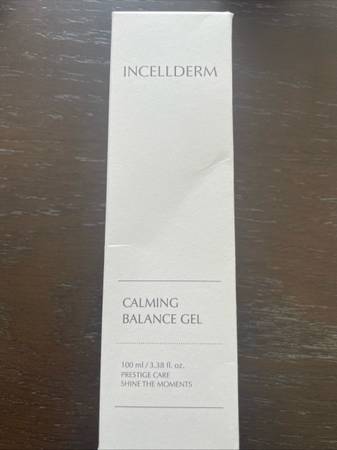 INCELLDERM
CALMING
BALANCE GEL
100 ml / 3.38 fl. oz.
PRESTIGE CARE
SHINE THE MOMENTS